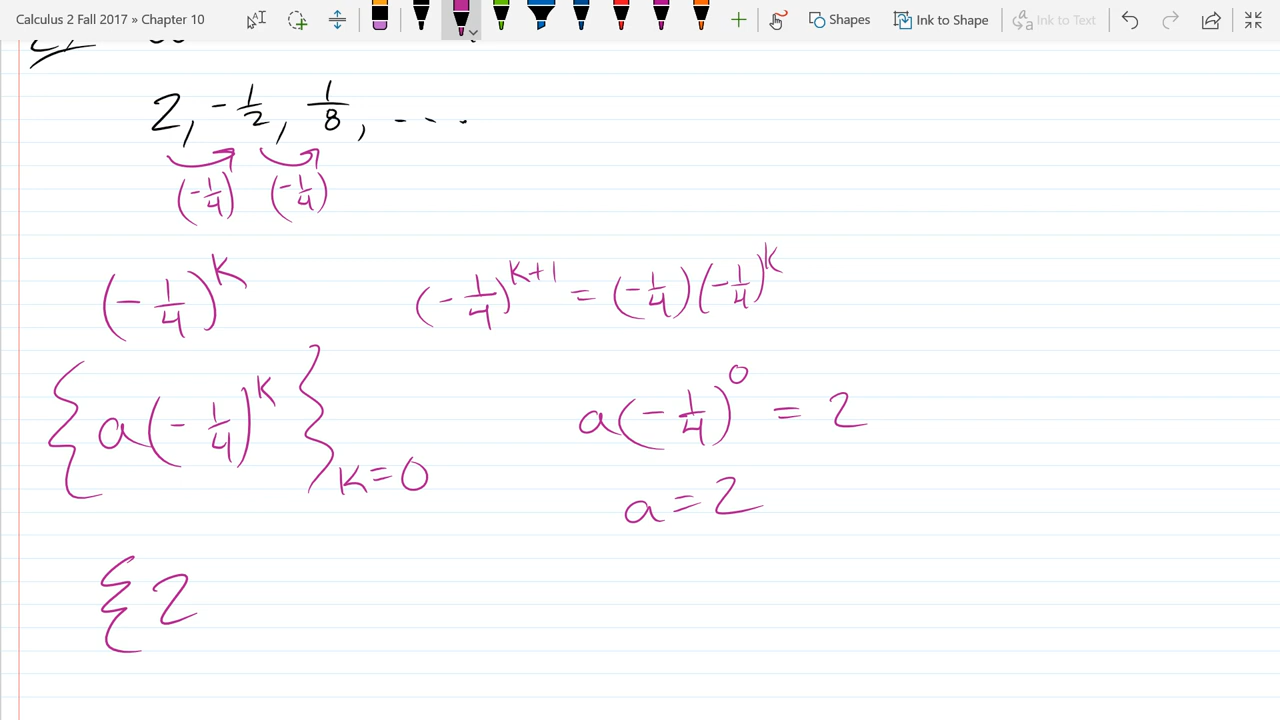 Calculus 2 Fall 2017 » Chapter 10 Shapes Ink to Shape Ink to Text
2, -1/2, 1/8, ....
(-1/4) (-1/4)
(-1/4)^k (-1/4)^{k+1} = (-1/4)(-1/4)^k
{a(-1/4)^k}_{k=0} a(-1/4)^0 = 2
a = 2
{2